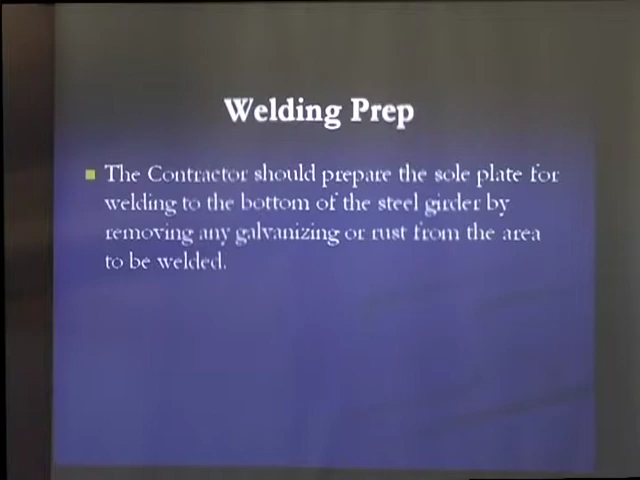 Welding Prep
The Contractor should prepare the sole plate for
welding to the bottom of the steel girder by
removing any galvanizing or rust from the area
to be welded.